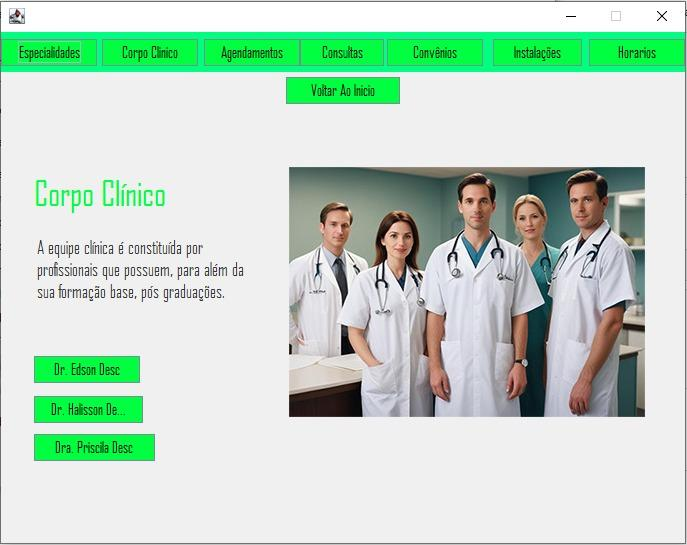 Especialidades Corpo Clinico Agendamentos Consultas Convênios Instalações Horarios
Voltar Ao Inicio
Corpo Clínico
A equipe clínica é constituída por
profissionais que possuem, para além da
sua formação base, pós graduações.
Dr. Edson Desc
Dr. Halisson De...
Dra. Priscila Desc